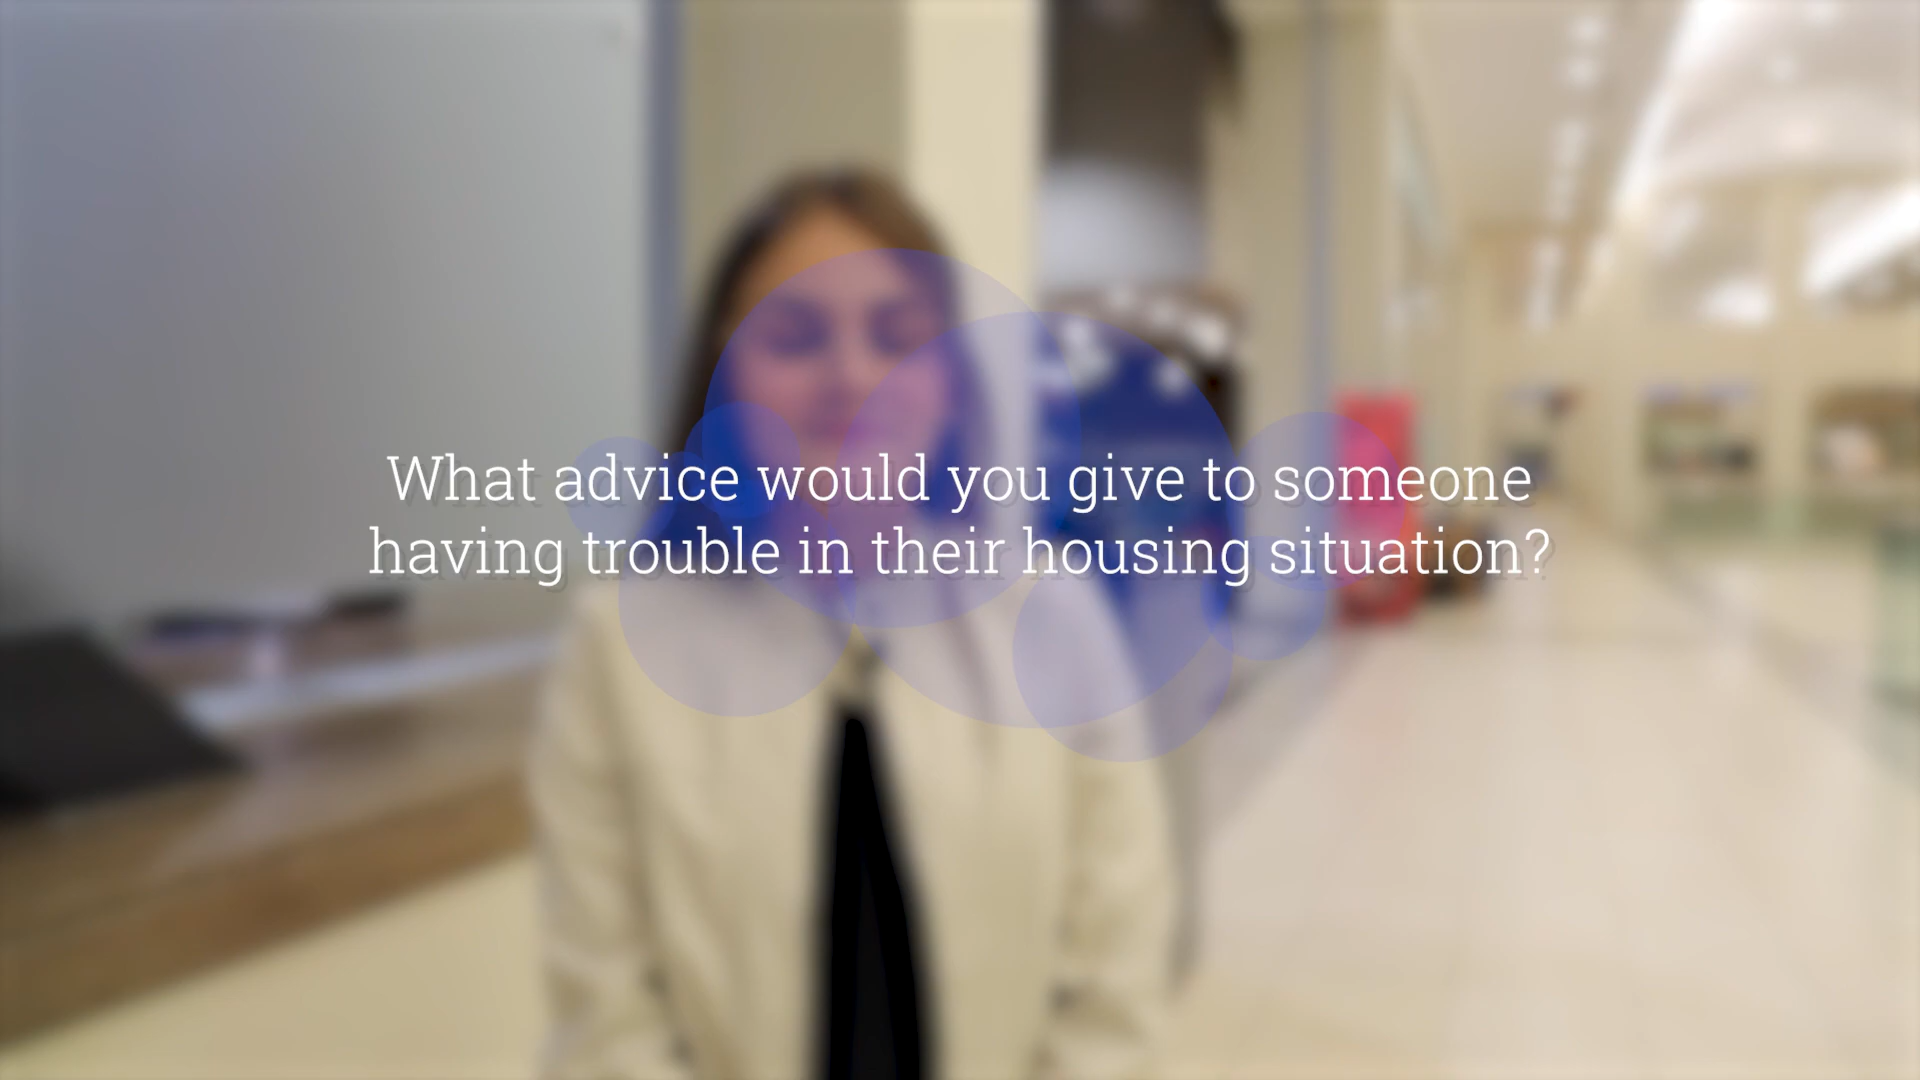 What advice would you give to someone
having trouble in their housing situation?